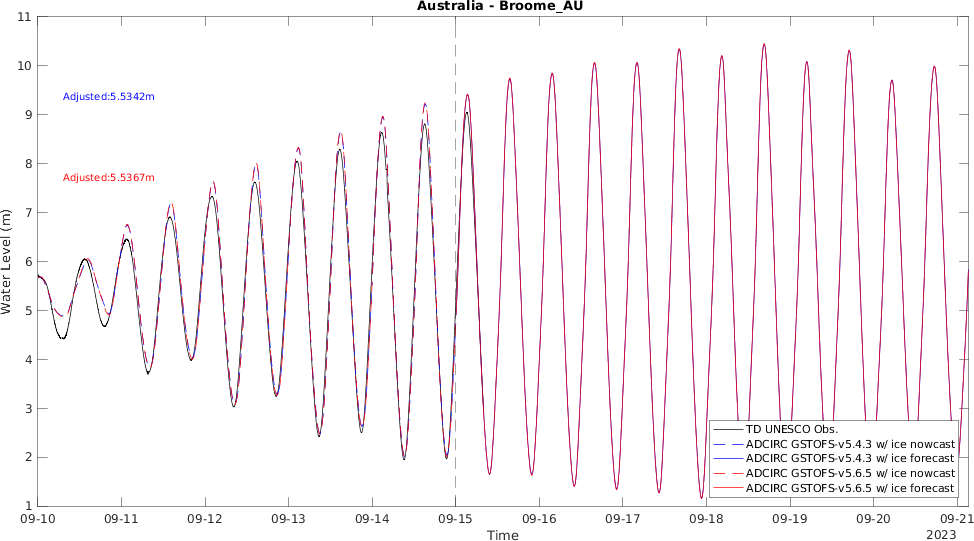 Australia - Broome_AU
Water Level (m)
11
10
9
8
7
6
5
4
3
2
1
Adjusted:5.5342m
Adjusted:5.5367m
TD UNESCO Obs.
ADCIRC GSTOFS-v5.4.3 w/ ice nowcast
ADCIRC GSTOFS-v5.4.3 w/ ice forecast
ADCIRC GSTOFS-v5.6.5 w/ ice nowcast
ADCIRC GSTOFS-v5.6.5 w/ ice forecast
09-10 09-11 09-12 09-13 09-14 09-15 09-16 09-17 09-18 09-19 09-20 09-21
Time
2023